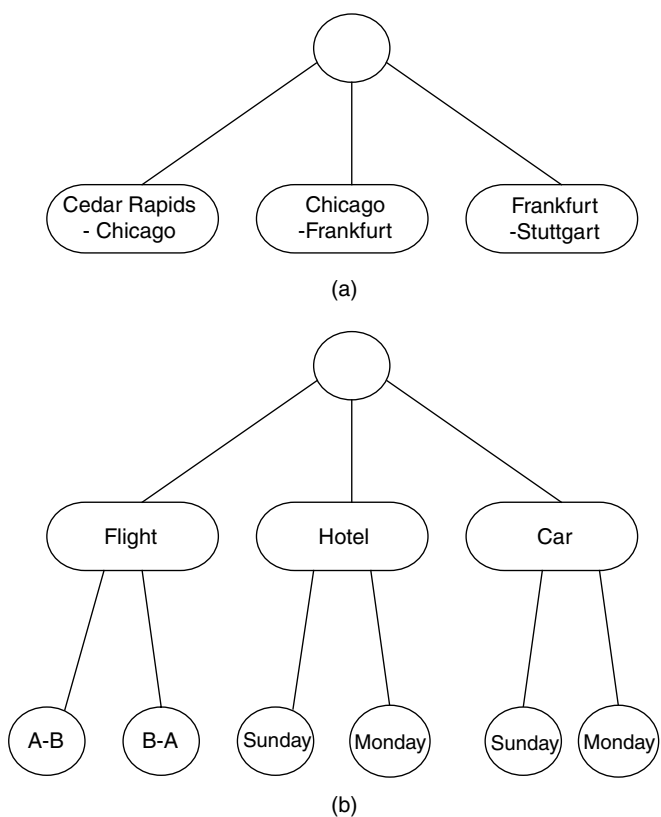 Cedar Rapids
- Chicago
Chicago
-Frankfurt
Frankfurt
-Stuttgart
(a)
Flight
Hotel
Car
A-B
B-A
Sunday
Monday
Sunday
Monday
(b)